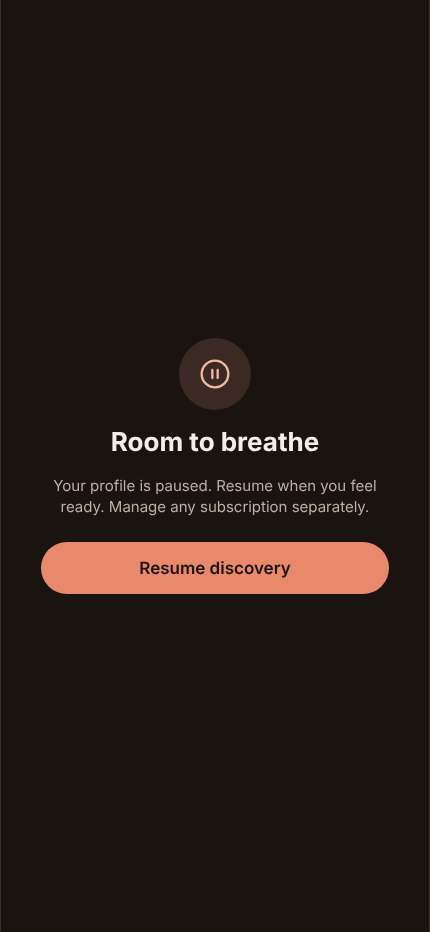 Room to breathe
Your profile is paused. Resume when you feel
ready. Manage any subscription separately.
Resume discovery